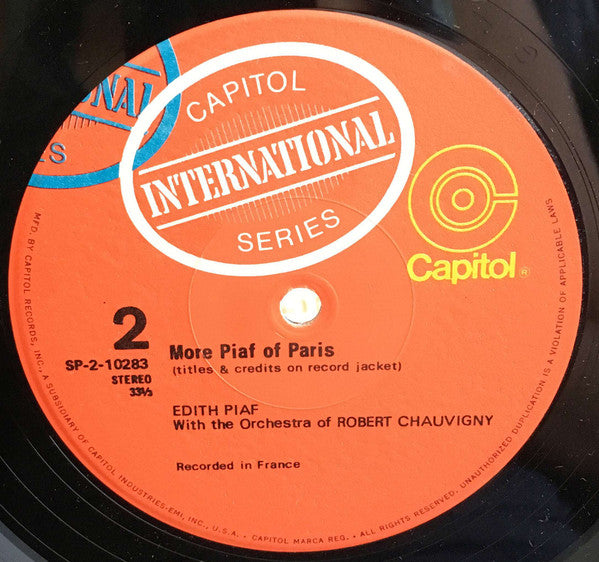 NAL
ES
CAPITOL
INTERNATIONAL
SERIES
Capitol®
2
SP-2-10283
STEREO
33⅓
More Piaf of Paris
(titles & credits on record jacket)
EDITH PIAF
With the Orchestra of ROBERT CHAUVIGNY
Recorded in France
MFD. BY CAPITOL RECORDS, INC., A SUBSIDIARY OF CAPITOL INDUSTRIES-EMI, INC., U.S.A. • CAPITOL MARCA REG. • ALL RIGHTS RESERVED. UNAUTHORIZED DUPLICATION IS A VIOLATION OF APPLICABLE LAWS